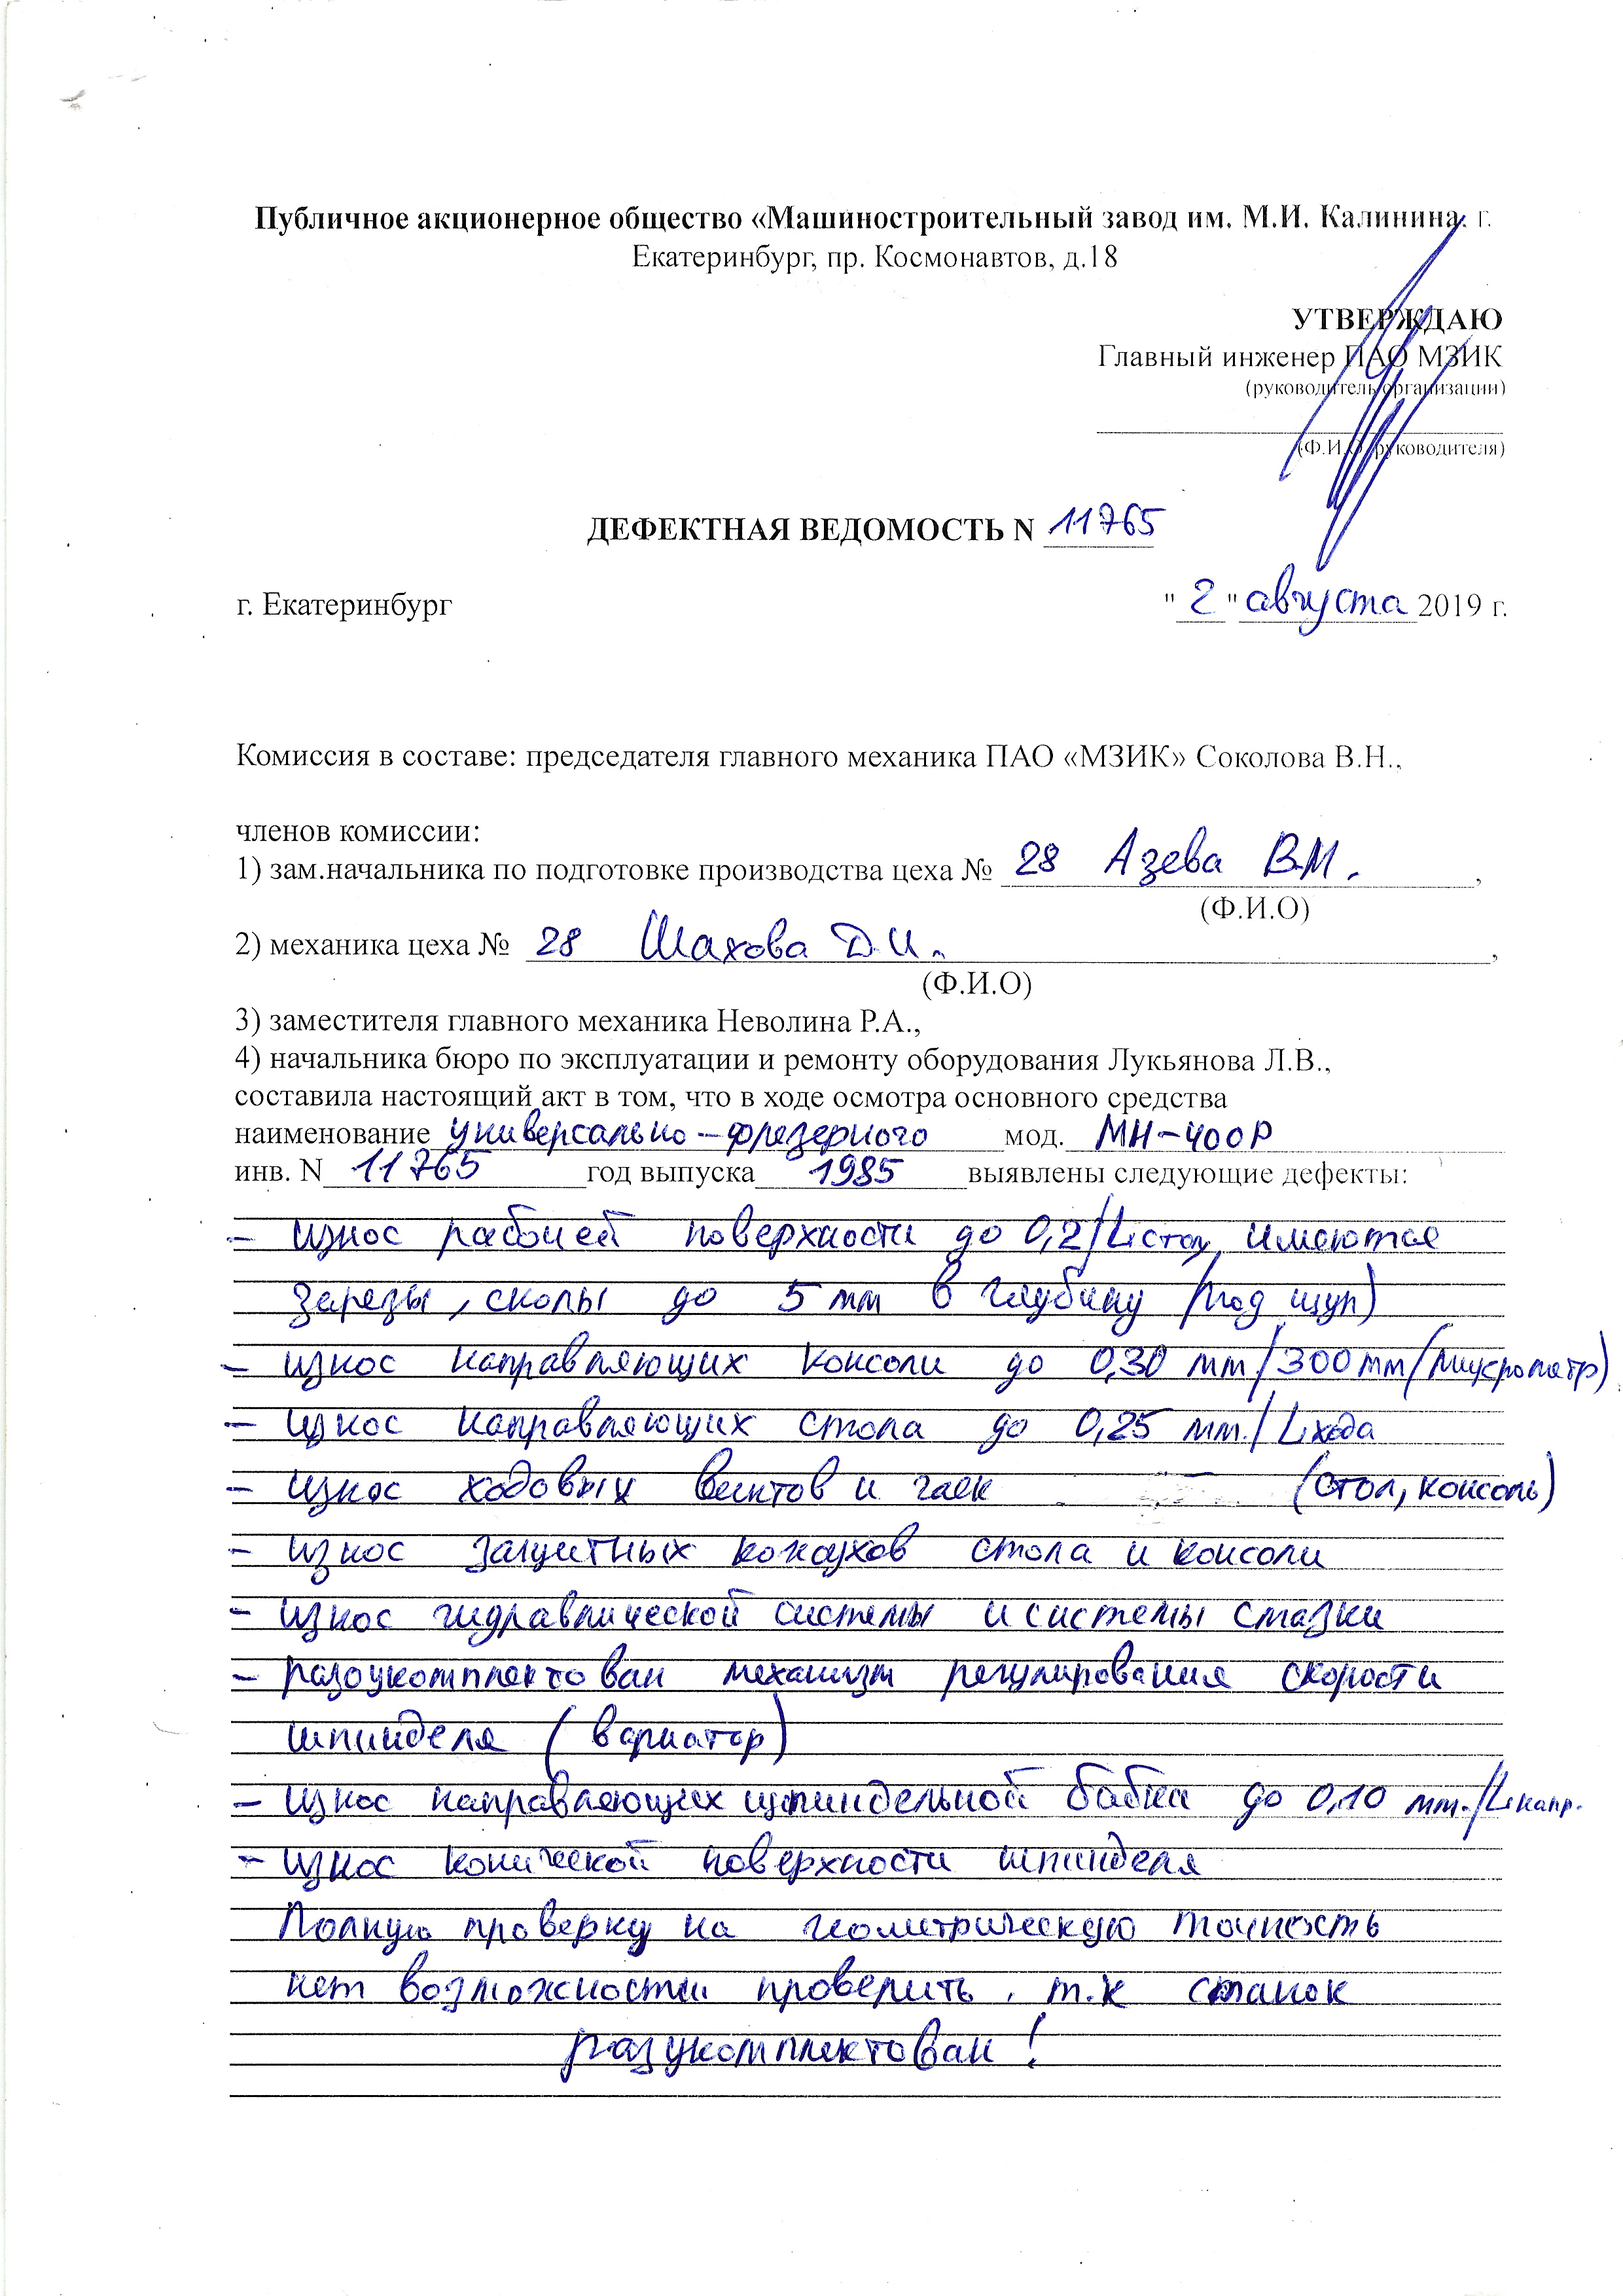 Публичное акционерное общество «Машиностроительный завод им. М.И. Калинина. г.
Екатеринбург, пр. Космонавтов, д.18
УТВЕРЖДАЮ
Главный инженер ПАО МЗИК
(руководитель организации)
(Ф.И.О руководителя)
ДЕФЕКТНАЯ ВЕДОМОСТЬ N 11765
г. Екатеринбург " 2 " августа 2019 г.
Комиссия в составе: председателя главного механика ПАО «МЗИК» Соколова В.Н.,
членов комиссии:
1) зам.начальника по подготовке производства цеха № 28 Азева В.М. ,
(Ф.И.О)
2) механика цеха № 28 Шахова Д.И. ,
(Ф.И.О)
3) заместителя главного механика Неволина Р.А.,
4) начальника бюро по эксплуатации и ремонту оборудования Лукьянова Л.В.,
составила настоящий акт в том, что в ходе осмотра основного средства
наименование универсально-фрезерного мод. МН-400Р
инв. N 11765 год выпуска 1985 выявлены следующие дефекты:
- износ рабочей поверхности до 0,2/L стол, имеются
зарезы, сколы до 5 мм в глубину (под щуп)
- износ направляющих консоли до 0,30 мм/300 мм (микрометр)
- износ направляющих стола до 0,25 мм./L хода
- износ ходовых винтов и гаек (стол, консоль)
- износ защитных кожухов стола и консоли
- износ гидравлической системы и системы смазки
- разоукомплектован механизм регулирования скорости
шпинделя (вариатор)
- износ направляющих шпиндельной бабки до 0,10 мм./L напр.
- износ конической поверхности шпинделя
Полную проверку на геометрическую точность
нет возможности проверить, т.к станок
разукомплектован!